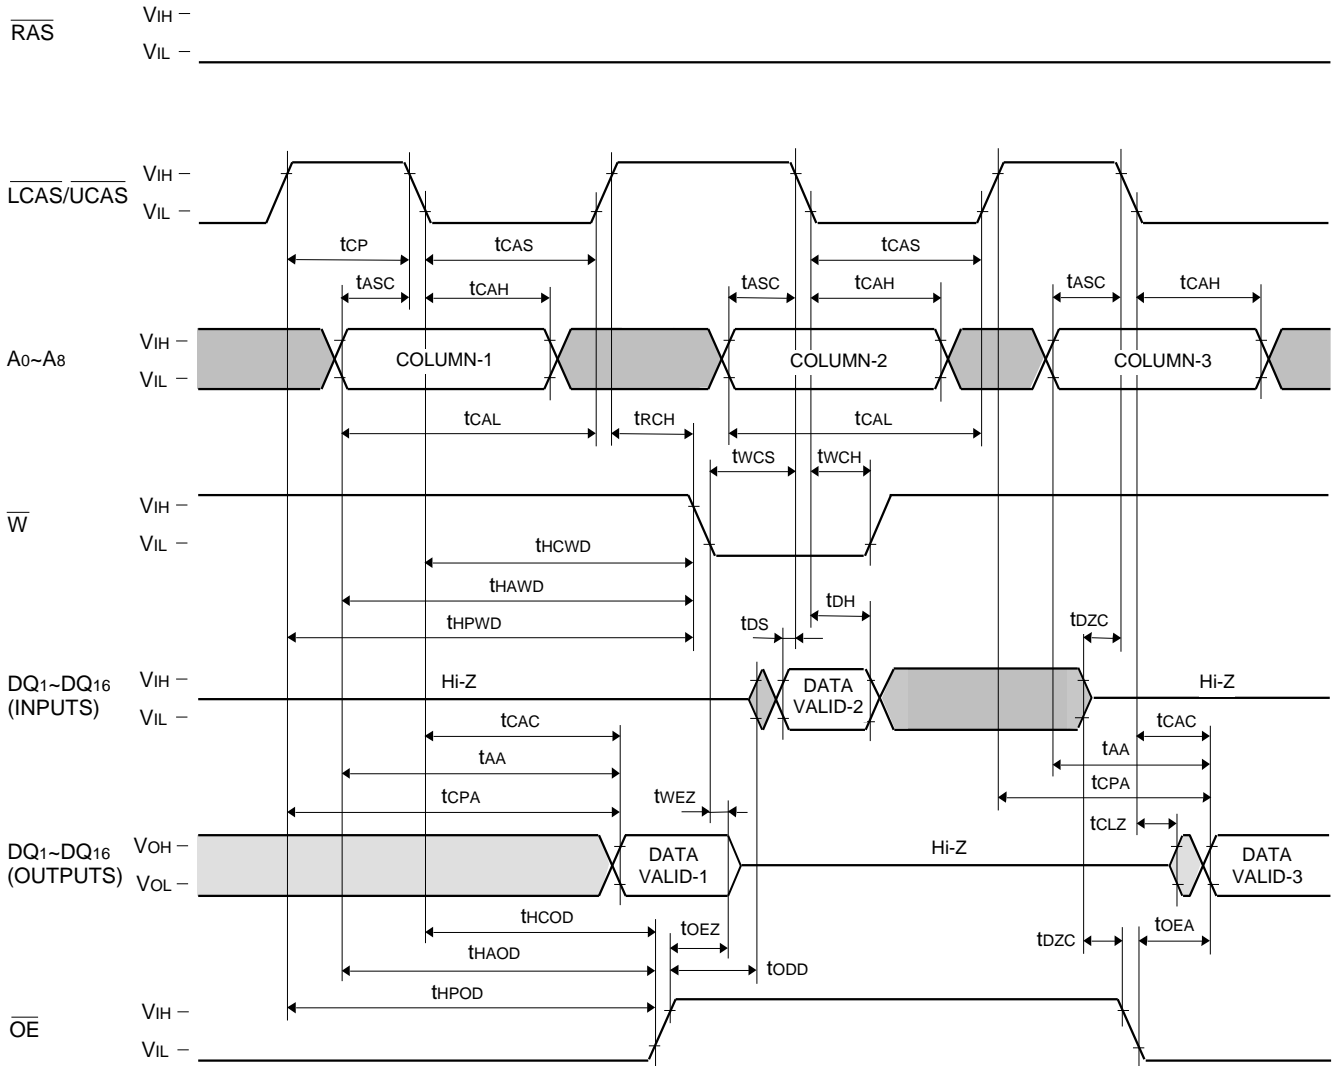 RAS
VIH
VIL
LCAS/UCAS
VIH
VIL
tCP
tCAS
tCAS
tASC
tCAH
tASC
tCAH
tASC
tCAH
A0~A8
VIH
VIL
COLUMN-1
COLUMN-2
COLUMN-3
tCAL
tRCH
tCAL
tWCS
tWCH
W
VIH
VIL
tHCWD
tHAWD
tHPWD
tDH
tDS
tDZC
DQ1~DQ16
(INPUTS)
VIH
VIL
Hi-Z
DATA
VALID-2
Hi-Z
tCAC
tCAC
tAA
tAA
tCPA
tWEZ
tCPA
tCLZ
DQ1~DQ16
(OUTPUTS)
VOH
VOL
DATA
VALID-1
Hi-Z
DATA
VALID-3
tHCOD
tOEZ
tDZC
tOEA
tHAOD
tODD
tHPOD
OE
VIH
VIL